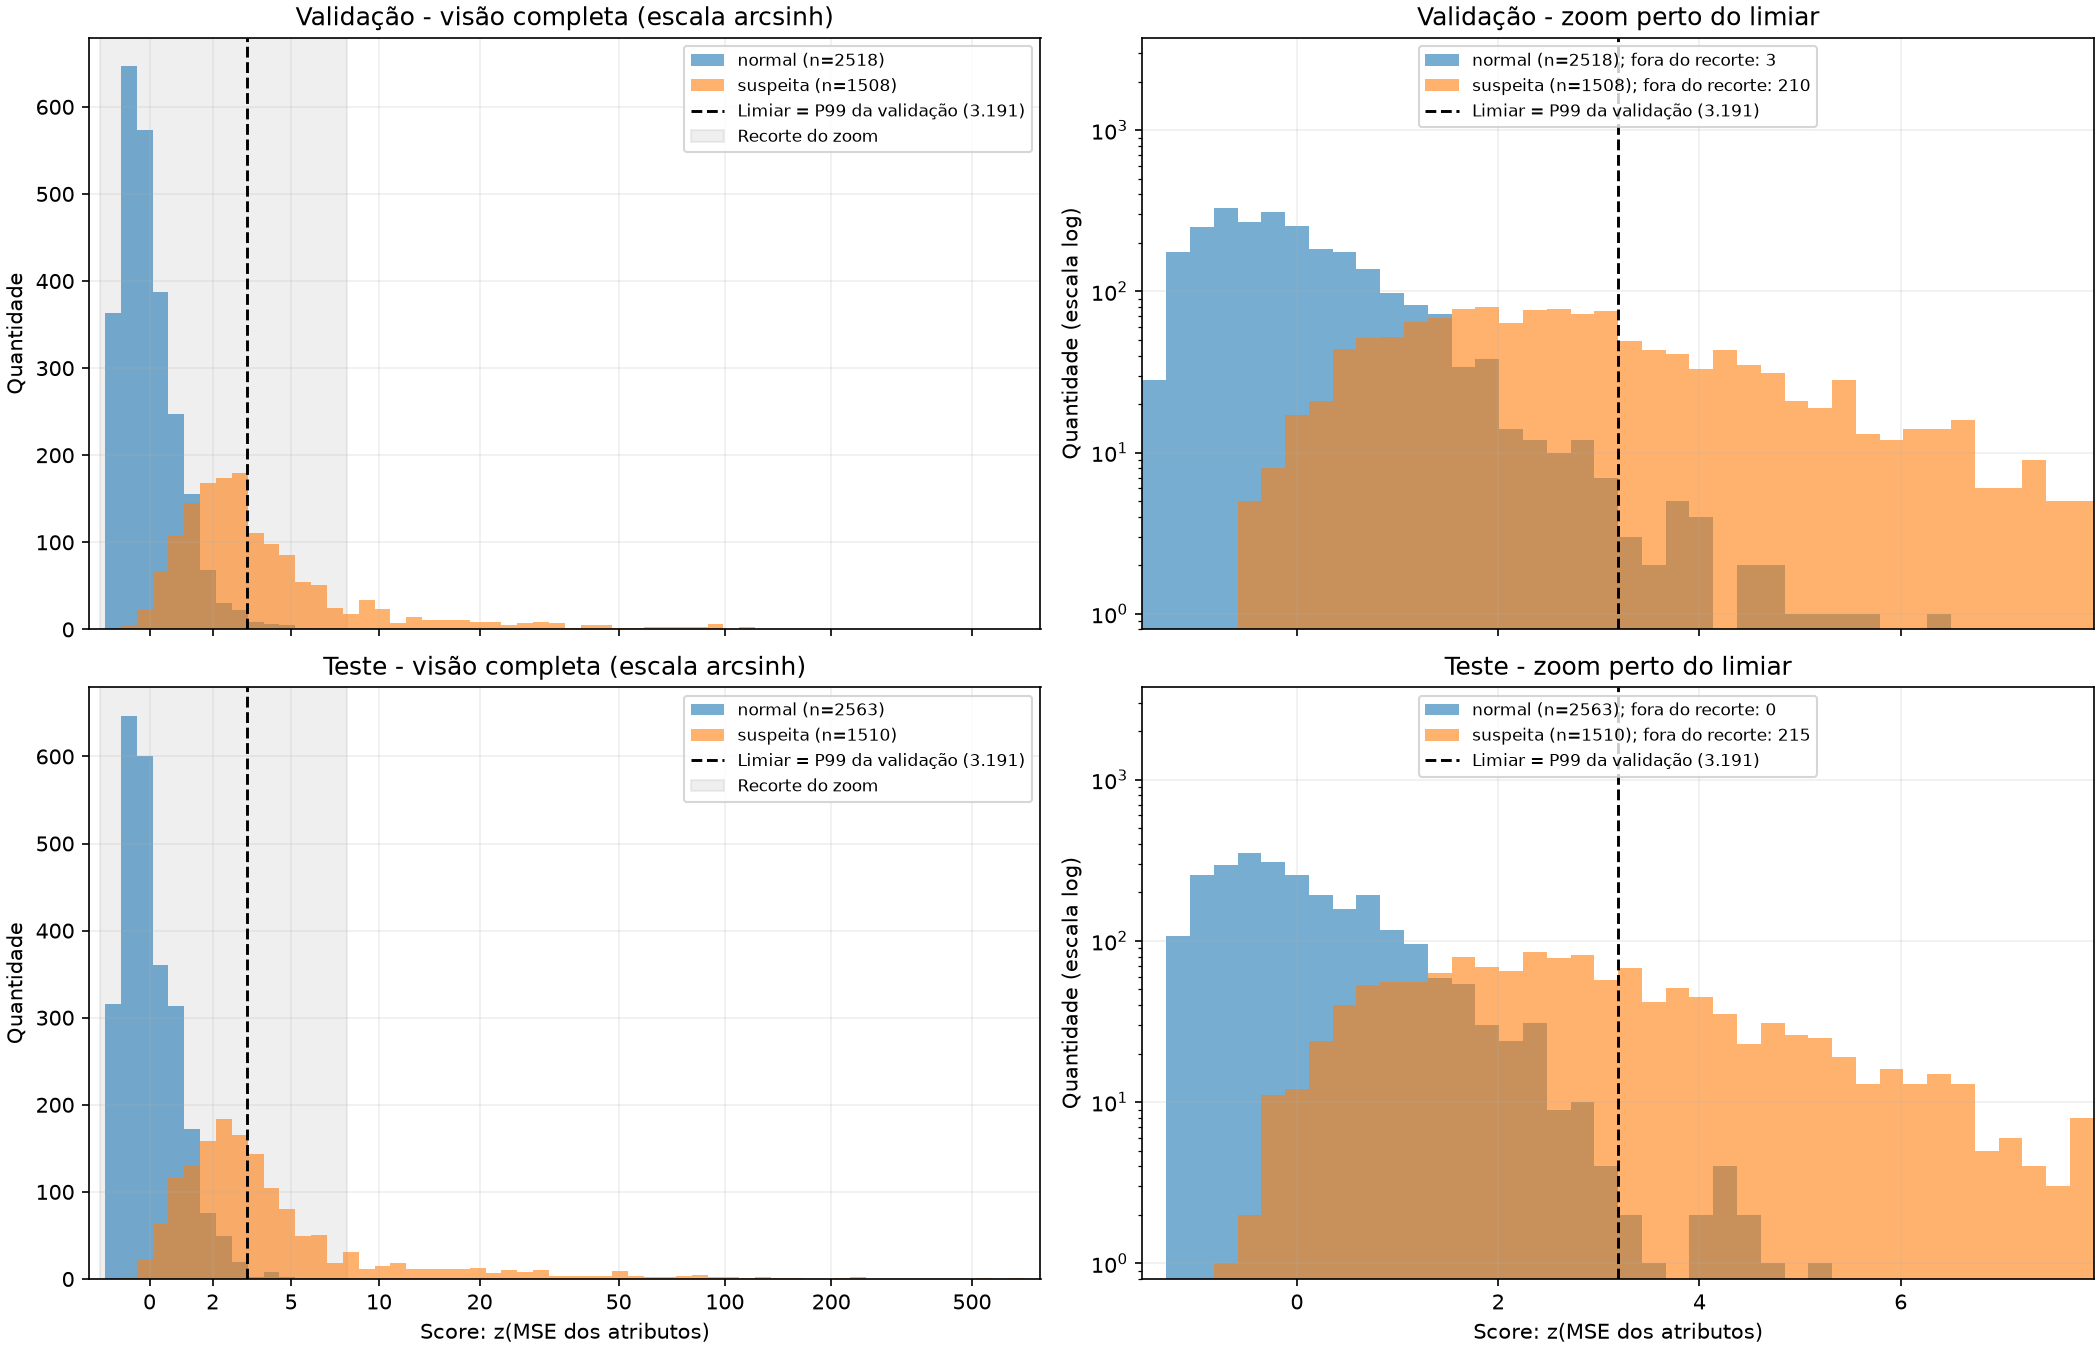 Validação - visão completa (escala arcsinh)
normal (n=2518)
suspeita (n=1508)
Limiar = P99 da validação (3.191)
Recorte do zoom
600
500
400
300
200
100
0
Quantidade
Validação - zoom perto do limiar
normal (n=2518); fora do recorte: 3
suspeita (n=1508); fora do recorte: 210
Limiar = P99 da validação (3.191)
10³
10²
10¹
10⁰
Quantidade (escala log)
Teste - visão completa (escala arcsinh)
normal (n=2563)
suspeita (n=1510)
Limiar = P99 da validação (3.191)
Recorte do zoom
600
500
400
300
200
100
0
Quantidade
0 2 5 10 20 50 100 200 500
Score: z(MSE dos atributos)
Teste - zoom perto do limiar
normal (n=2563); fora do recorte: 0
suspeita (n=1510); fora do recorte: 215
Limiar = P99 da validação (3.191)
10³
10²
10¹
10⁰
Quantidade (escala log)
0 2 4 6
Score: z(MSE dos atributos)